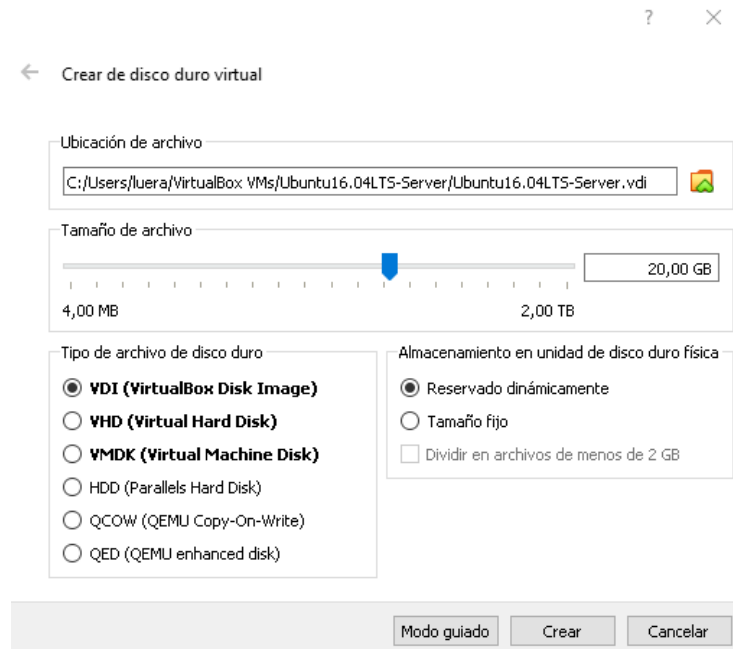 ?
Crear de disco duro virtual
Ubicación de archivo
C:/Users/luera/VirtualBox VMs/Ubuntu16.04LTS-Server/Ubuntu16.04LTS-Server.vdi
Tamaño de archivo
20,00 GB
4,00 MB 2,00 TB
Tipo de archivo de disco duro
VDI (VirtualBox Disk Image)
VHD (Virtual Hard Disk)
VMDK (Virtual Machine Disk)
HDD (Parallels Hard Disk)
QCOW (QEMU Copy-On-Write)
QED (QEMU enhanced disk)
Almacenamiento en unidad de disco duro física
Reservado dinámicamente
Tamaño fijo
Dividir en archivos de menos de 2 GB
Modo guiado Crear Cancelar